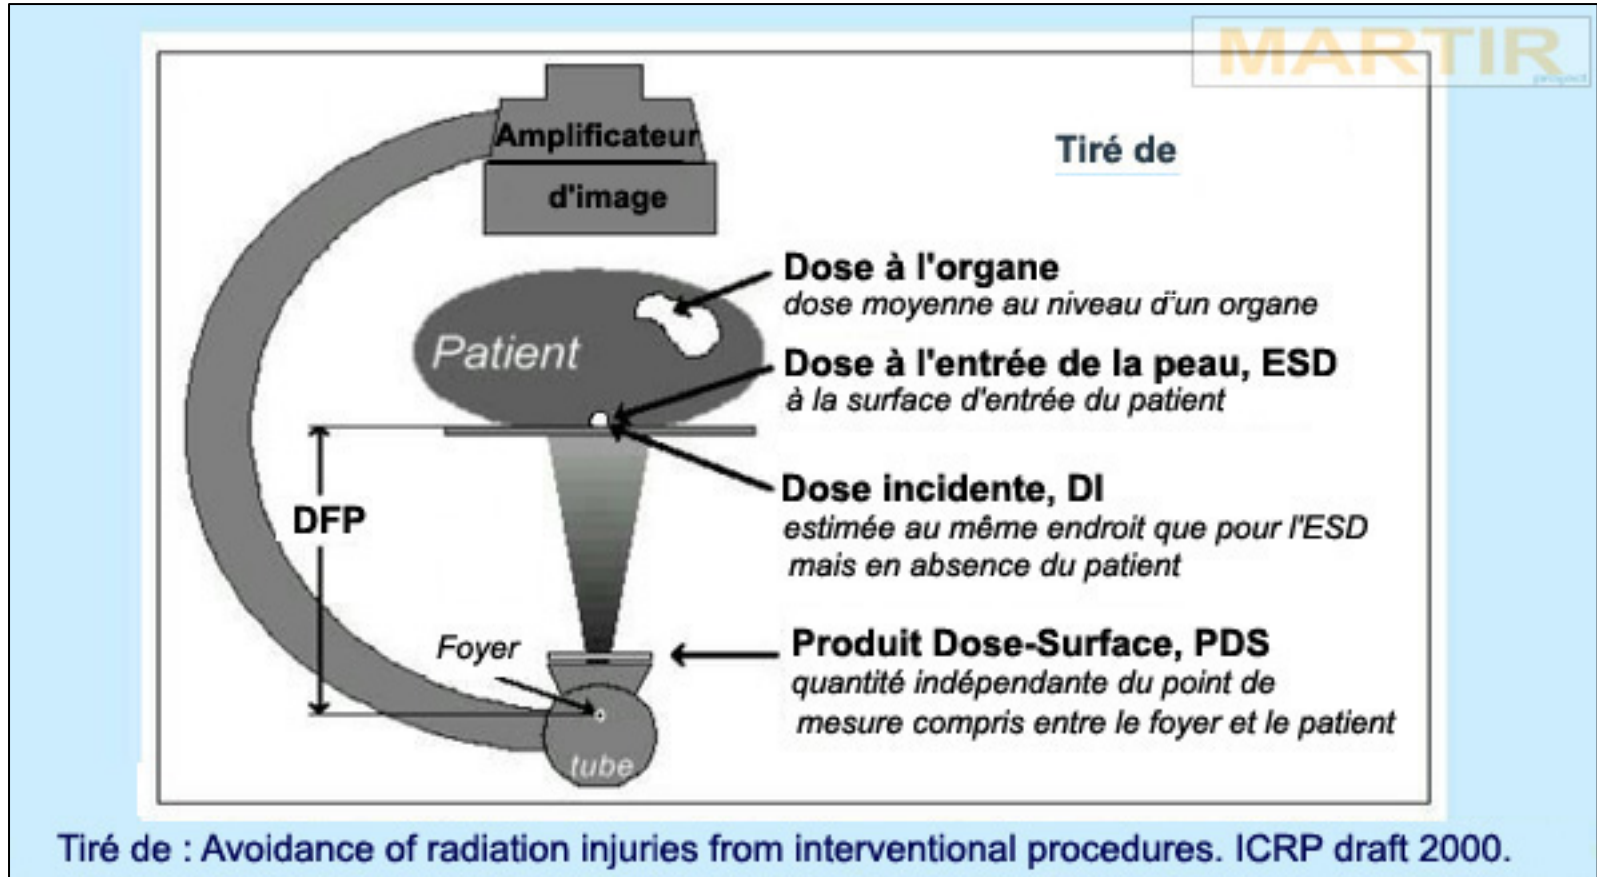 MARTIR
project
Tiré de
Amplificateur
d'image
Dose à l'organe
dose moyenne au niveau d¨un organe
Patient
Dose à l'entrée de la peau, ESD
à la surface d'entrée du patient
Dose incidente, DI
estimée au même endroit que pour l'ESD
mais en absence du patient
DFP
Foyer
Produit Dose-Surface, PDS
quantité indépendante du point de
mesure compris entre le foyer et le patient
tube
Tiré de : Avoidance of radiation injuries from interventional procedures. ICRP draft 2000.